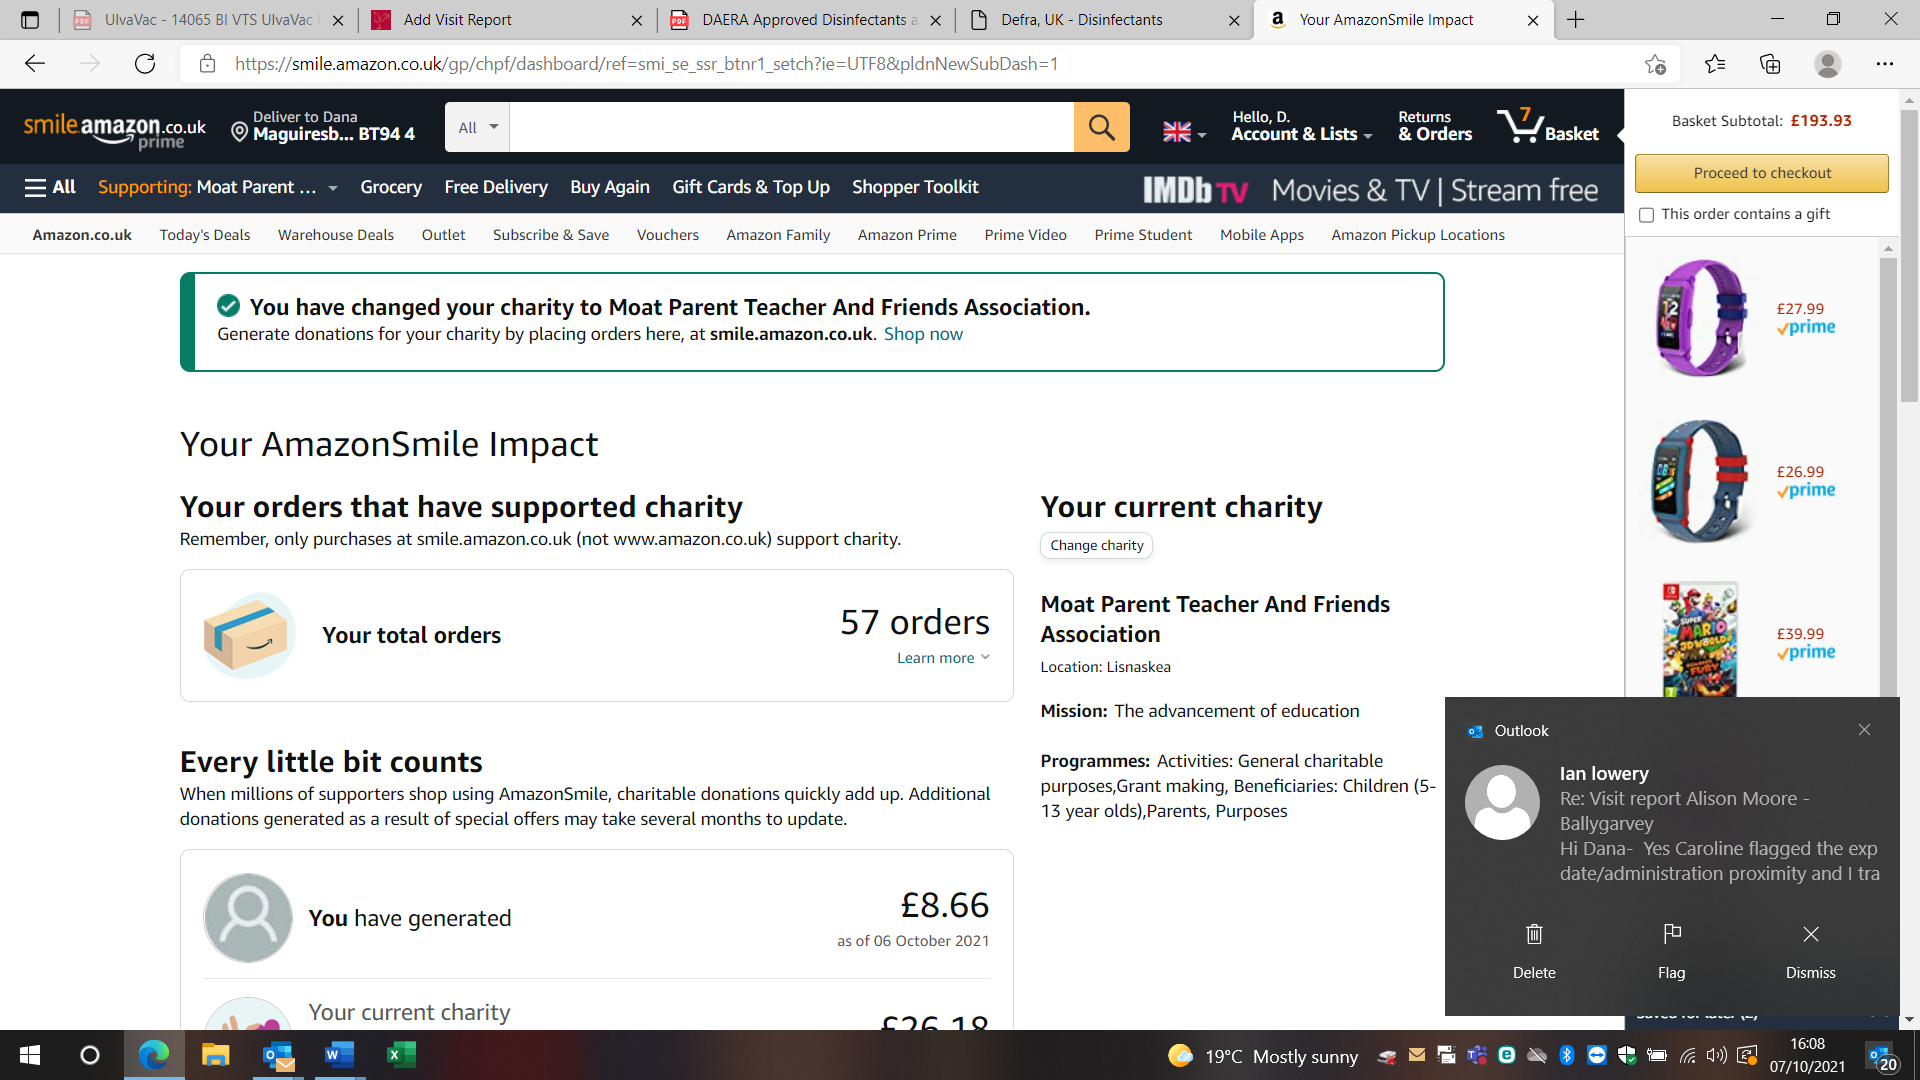 UlvaVac - 14065 BI VTS UlvaVac
Add Visit Report
DAERA Approved Disinfectants a
Defra, UK - Disinfectants
Your AmazonSmile Impact
https://smile.amazon.co.uk/gp/chpf/dashboard/ref=smi_se_ssr_btnr1_setch?ie=UTF8&pldnNewSubDash=1
smile.amazon.co.uk
prime
Deliver to Dana
Maguiresb... BT94 4
All
Hello, D.
Account & Lists
Returns
& Orders
7
Basket
Basket Subtotal: £193.93
Proceed to checkout
This order contains a gift
All
Supporting: Moat Parent ...
Grocery
Free Delivery
Buy Again
Gift Cards & Top Up
Shopper Toolkit
IMDb TV Movies & TV | Stream free
Amazon.co.uk
Today's Deals
Warehouse Deals
Outlet
Subscribe & Save
Vouchers
Amazon Family
Amazon Prime
Prime Video
Prime Student
Mobile Apps
Amazon Pickup Locations
You have changed your charity to Moat Parent Teacher And Friends Association.
Generate donations for your charity by placing orders here, at smile.amazon.co.uk. Shop now
£27.99
prime
£26.99
prime
SUPER
MARIO
3D WORLD
FURY
£39.99
prime
Your AmazonSmile Impact
Your orders that have supported charity
Remember, only purchases at smile.amazon.co.uk (not www.amazon.co.uk) support charity.
Your total orders
57 orders
Learn more
Every little bit counts
When millions of supporters shop using AmazonSmile, charitable donations quickly add up. Additional
donations generated as a result of special offers may take several months to update.
You have generated
£8.66
as of 06 October 2021
Your current charity
£26.18
Your current charity
Change charity
Moat Parent Teacher And Friends
Association
Location: Lisnaskea
Mission: The advancement of education
Programmes: Activities: General charitable
purposes,Grant making, Beneficiaries: Children (5-
13 year olds),Parents, Purposes
Outlook
Ian lowery
Re: Visit report Alison Moore -
Ballygarvey
Hi Dana- Yes Caroline flagged the exp
date/administration proximity and I tra
Delete
Flag
Dismiss
Saved for later (2)
19°C Mostly sunny
16:08
07/10/2021
20